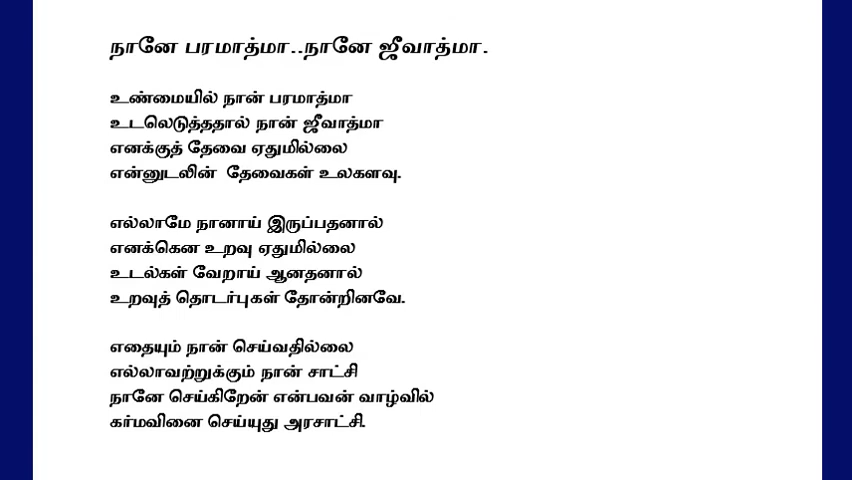 நானே பரமாத்மா..நானே ஜீவாத்மா.
உண்மையில் நான் பரமாத்மா
உடலெடுத்ததால் நான் ஜீவாத்மா
எனக்குத் தேவை ஏதுமில்லை
என்னுடலின் தேவைகள் உலகளவு.
எல்லாமே நானாய் இருப்பதனால்
எனக்கென உறவு ஏதுமில்லை
உடல்கள் வேறாய் ஆனதனால்
உறவுத் தொடர்புகள் தோன்றினவே.
எதையும் நான் செய்வதில்லை
எல்லாவற்றுக்கும் நான் சாட்சி
நானே செய்கிறேன் என்பவன் வாழ்வில்
கர்மவினை செய்யுது அரசாட்சி.